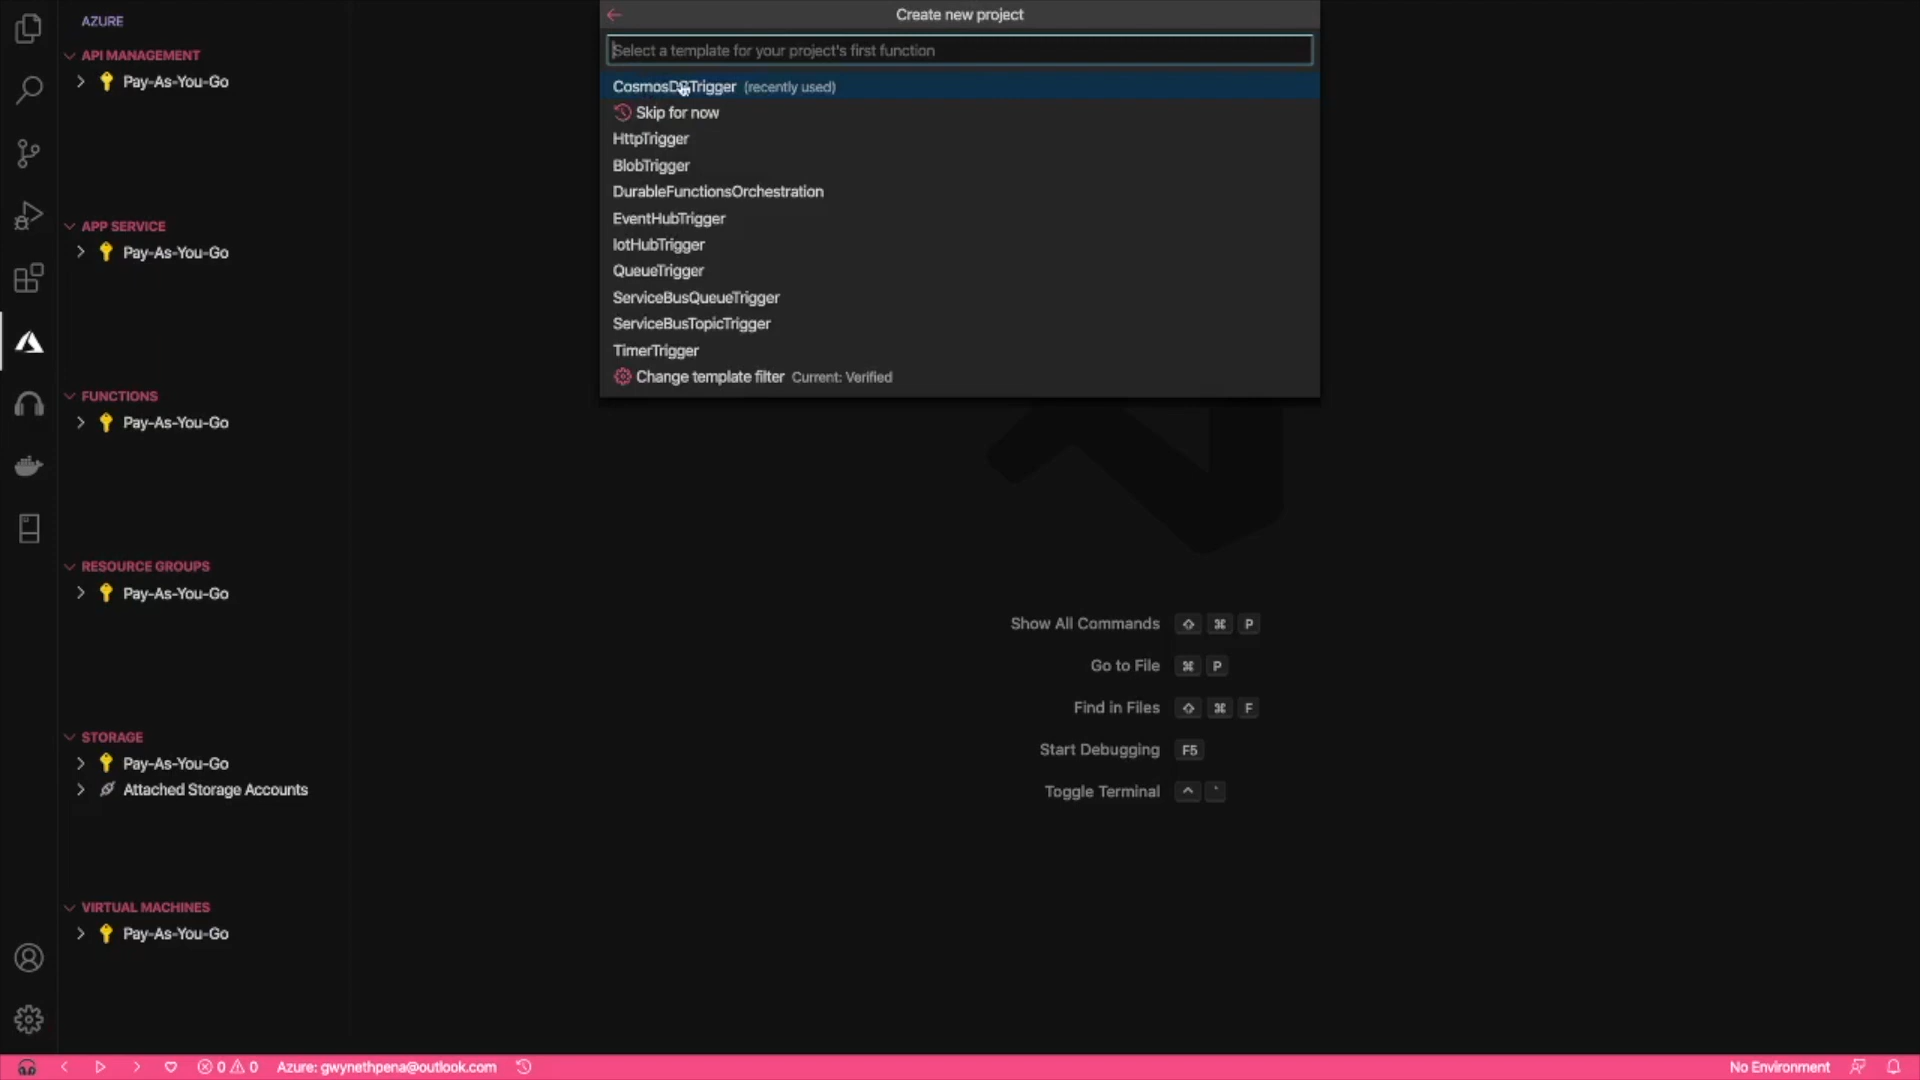 AZURE
API MANAGEMENT
Pay-As-You-Go
APP SERVICE
Pay-As-You-Go
FUNCTIONS
Pay-As-You-Go
RESOURCE GROUPS
Pay-As-You-Go
STORAGE
Pay-As-You-Go
Attached Storage Accounts
VIRTUAL MACHINES
Pay-As-You-Go
Create new project
Select a template for your project's first function
CosmosDBTrigger (recently used)
Skip for now
HttpTrigger
BlobTrigger
DurableFunctionsOrchestration
EventHubTrigger
IotHubTrigger
QueueTrigger
ServiceBusQueueTrigger
ServiceBusTopicTrigger
TimerTrigger
Change template filter Current: Verified
Show All Commands ⇧ ⌘ P
Go to File ⌘ P
Find in Files ⇧ ⌘ F
Start Debugging F5
Toggle Terminal ^ `
0 0 Azure: gwynethpena@outlook.com No Environment